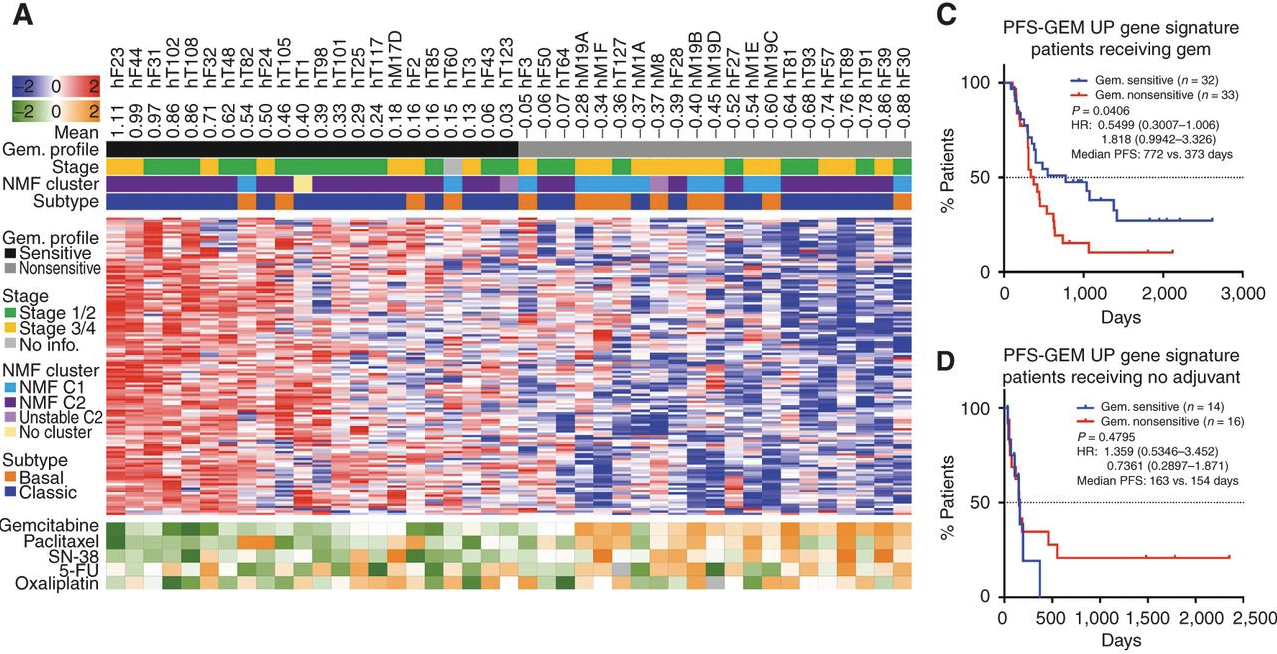 A
hF23 hF44 hF31 hT102 hT108 hF32 hT48 hT82 hF24 hT105 hT1 hT98 hT101 hT25 hT117 hM17D hF2 hT85 hT60 hT3 hF43 hT123 hF3 hF50 hT64 hM19A hM1F hT127 hM1A hM8 hF28 hM19B hM19D hF27 hM1E hM19C hT81 hT93 hF57 hT89 hT91 hF39 hF30
−2 0 2
−2 0 2
Mean 1.11 0.99 0.97 0.86 0.86 0.71 0.62 0.54 0.50 0.46 0.40 0.39 0.33 0.29 0.24 0.18 0.16 0.16 0.15 0.13 0.06 0.03 −0.05 −0.06 −0.07 −0.28 −0.34 −0.36 −0.37 −0.37 −0.39 −0.40 −0.45 −0.52 −0.54 −0.60 −0.64 −0.68 −0.74 −0.76 −0.78 −0.86 −0.88
Gem. profile
Stage
NMF cluster
Subtype
Gem. profile
Sensitive
Nonsensitive
Stage
Stage 1/2
Stage 3/4
No info.
NMF cluster
NMF C1
NMF C2
Unstable C2
No cluster
Subtype
Basal
Classic
Gemcitabine
Paclitaxel
SN-38
5-FU
Oxaliplatin
C
PFS-GEM UP gene signature
patients receiving gem
Gem. sensitive (n = 32)
Gem. nonsensitive (n = 33)
P = 0.0406
HR: 0.5499 (0.3007–1.006)
1.818 (0.9942–3.326)
Median PFS: 772 vs. 373 days
% Patients
100
50
0
0 1,000 2,000 3,000
Days
D
PFS-GEM UP gene signature
patients receiving no adjuvant
Gem. sensitive (n = 14)
Gem. nonsensitive (n = 16)
P = 0.4795
HR: 1.359 (0.5346–3.452)
0.7361 (0.2897–1.871)
Median PFS: 163 vs. 154 days
% Patients
100
50
0
0 500 1,000 1,500 2,000 2,500
Days